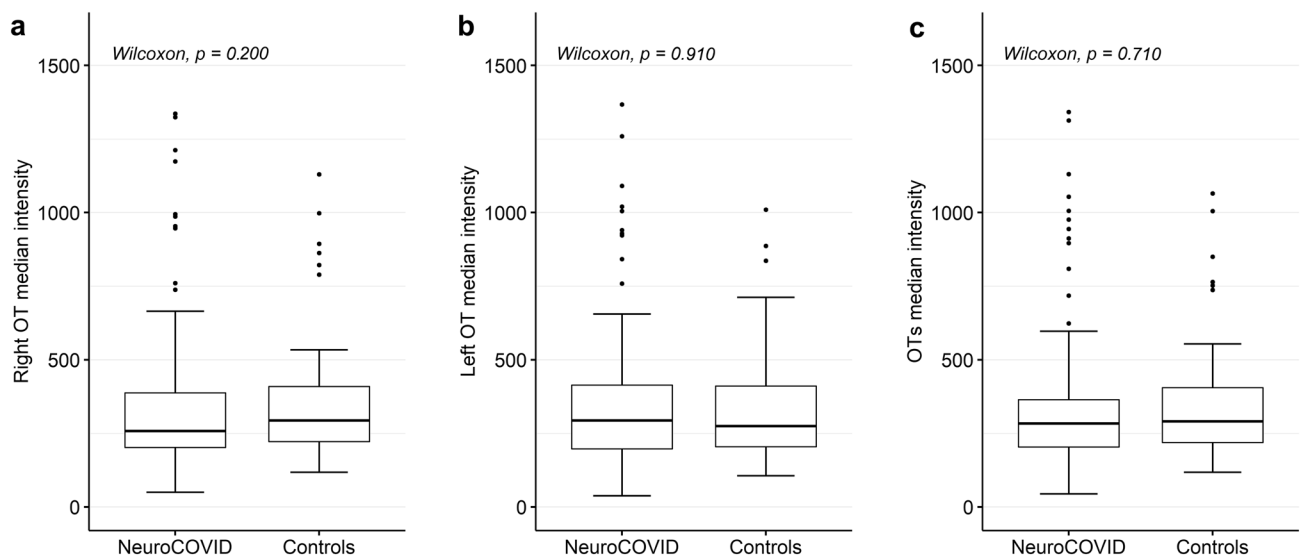 a
Wilcoxon, p = 0.200
Right OT median intensity
1500
1000
500
0
NeuroCOVID Controls
b
Wilcoxon, p = 0.910
Left OT median intensity
1500
1000
500
0
NeuroCOVID Controls
c
Wilcoxon, p = 0.710
OTs median intensity
1500
1000
500
0
NeuroCOVID Controls